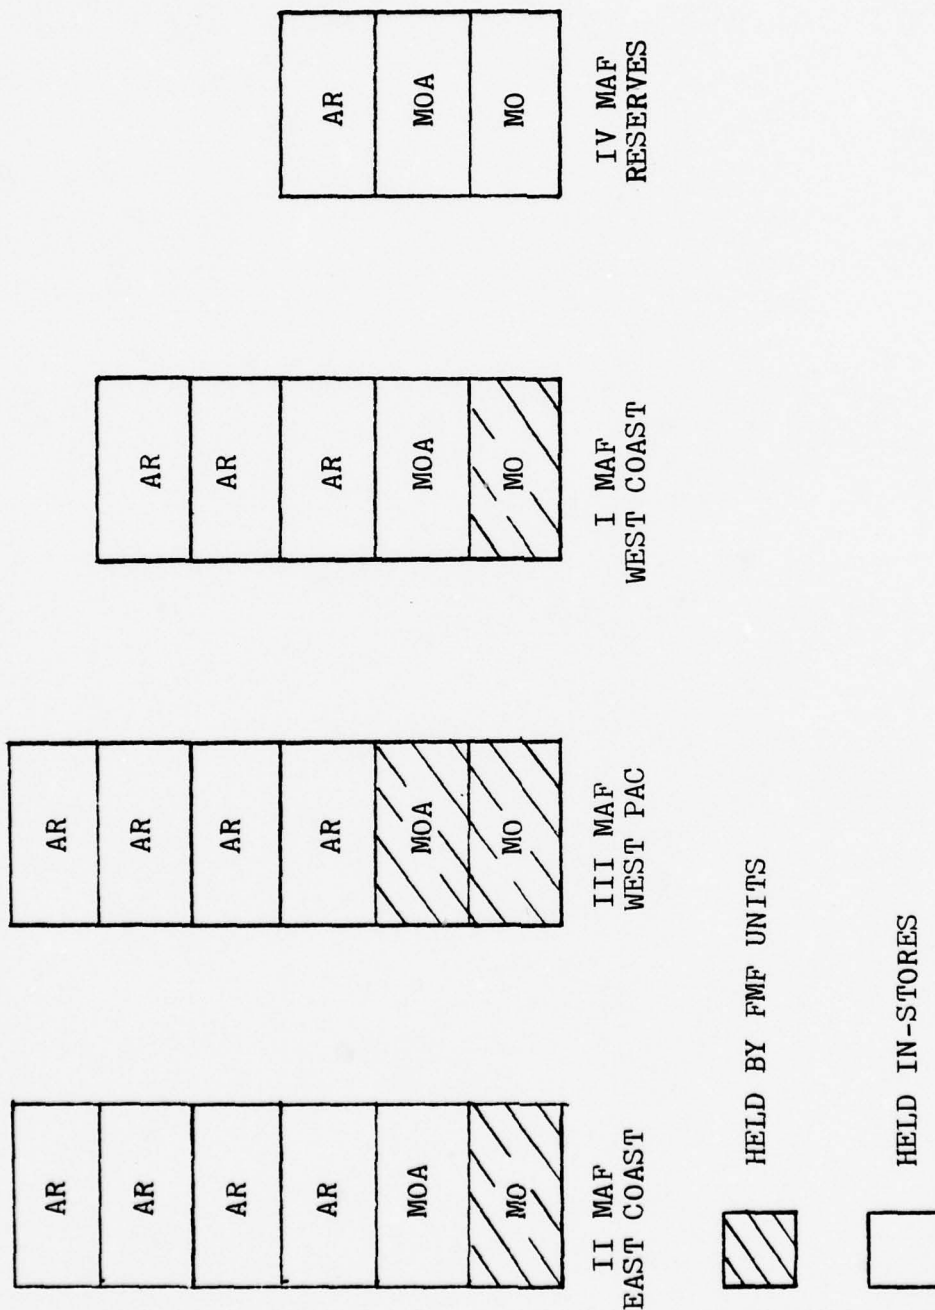 AR
AR
AR
AR
MOA
MO
II MAF
EAST COAST
AR
AR
AR
AR
MOA
MO
III MAF
WEST PAC
AR
AR
AR
MOA
MO
I MAF
WEST COAST
AR
MOA
MO
IV MAF
RESERVES
HELD BY FMF UNITS
HELD IN-STORES